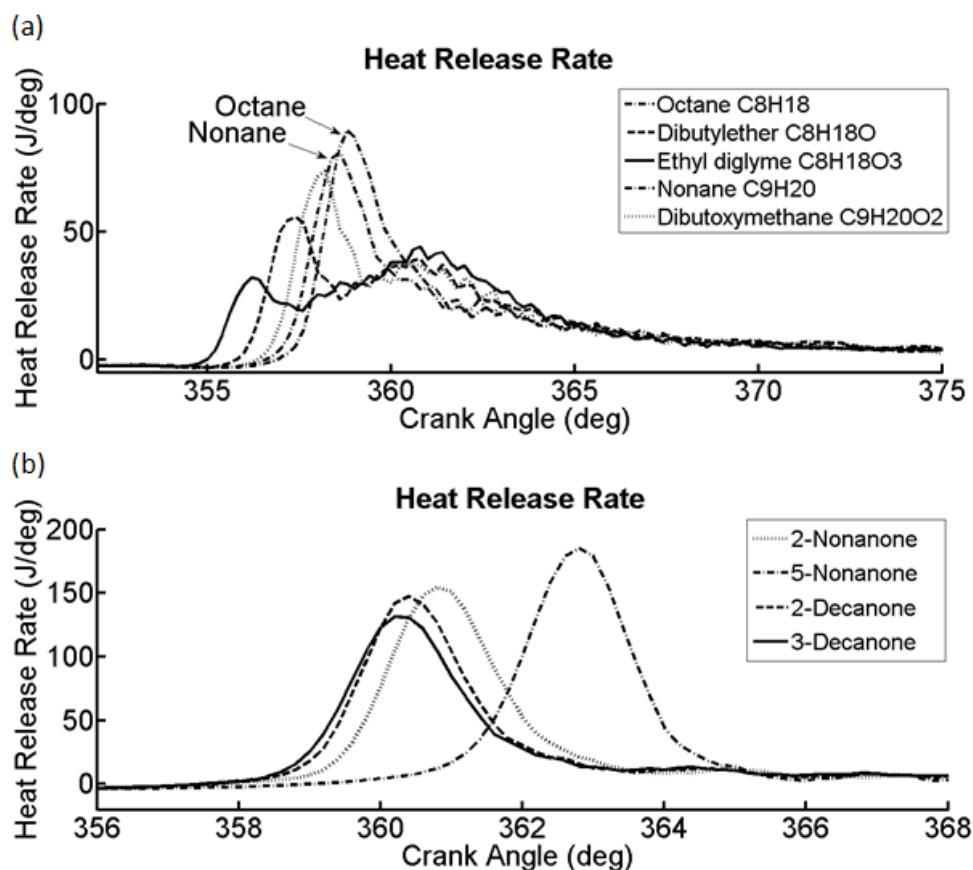 (a)
Heat Release Rate
Heat Release Rate (J/deg)
100
50
0
Octane
Nonane
Octane C8H18
Dibutylether C8H18O
Ethyl diglyme C8H18O3
Nonane C9H20
Dibutoxymethane C9H20O2
355
360
365
370
375
Crank Angle (deg)
(b)
Heat Release Rate
Heat Release Rate (J/deg)
200
150
100
50
0
2-Nonanone
5-Nonanone
2-Decanone
3-Decanone
356
358
360
362
364
366
368
Crank Angle (deg)